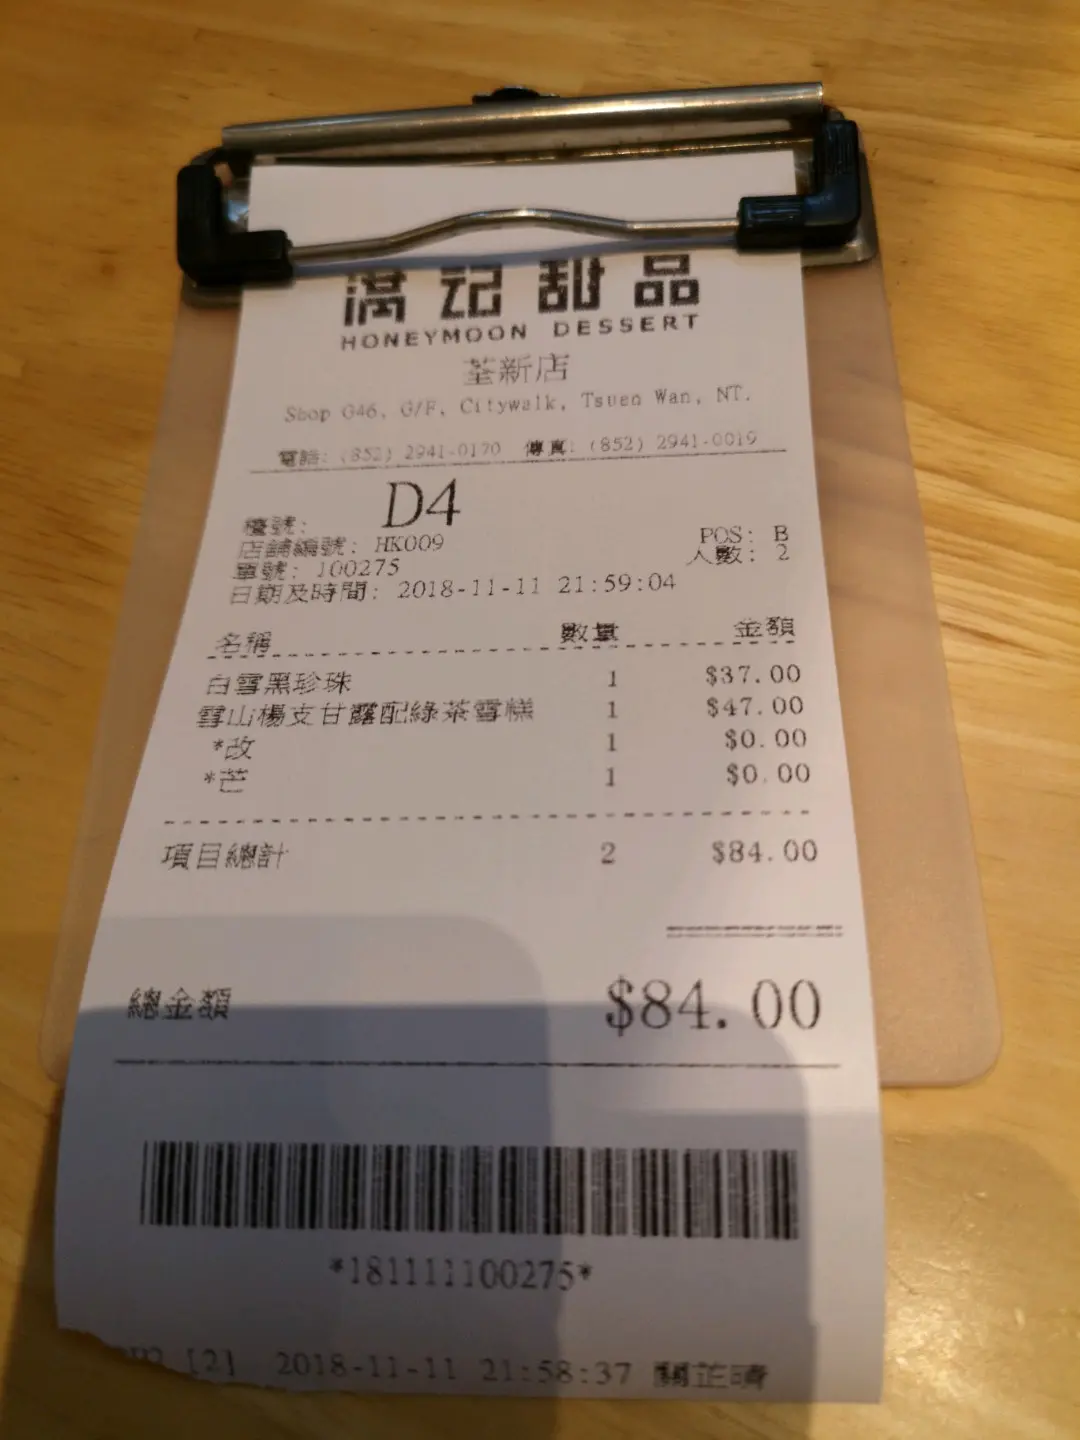 滿記甜品
HONEYMOON DESSERT
荃新店
Shop G46, G/F, Citywalk, Tsuen Wan, NT.
電話: (852) 2941-0170 傳真: (852) 2941-0019
檯號: D4
店舖編號: HK009 POS: B
單號: 100275 人數: 2
日期及時間: 2018-11-11 21:59:04
名稱 數量 金額
白雪黑珍珠 1 $37.00
雪山楊支甘露配綠茶雪糕 1 $47.00
*改 1 $0.00
*芒 1 $0.00
項目總計 2 $84.00
總金額 $84.00
*181111100275*
[2] 2018-11-11 21:58:37 關芷晴